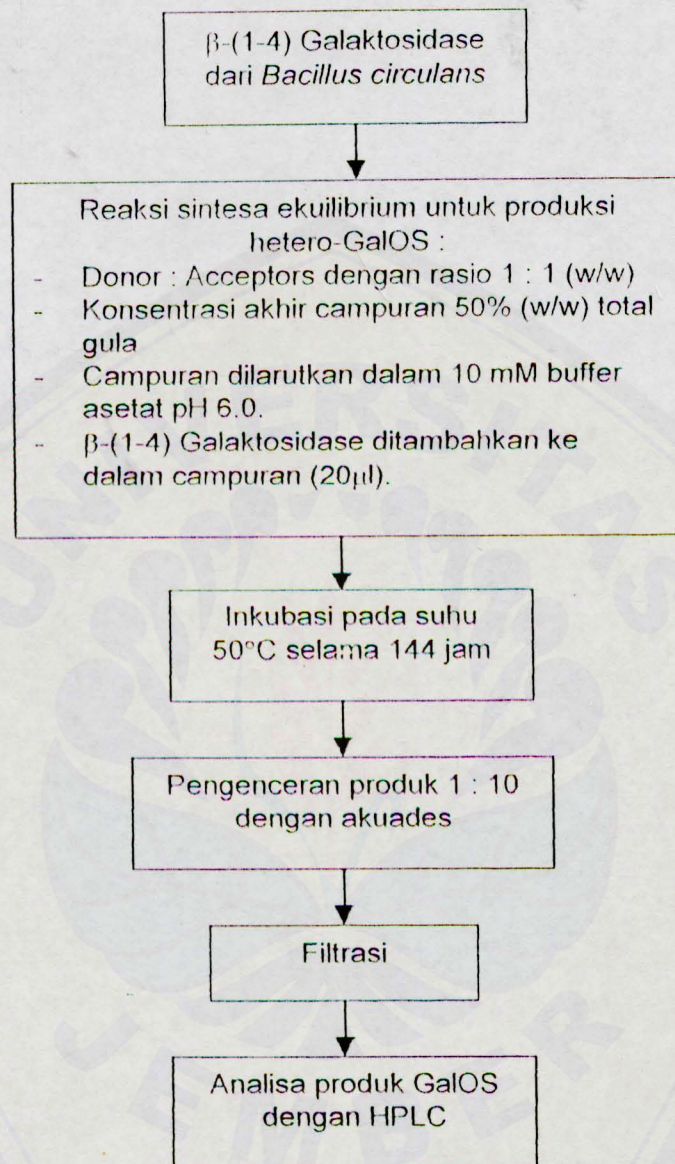 β-(1-4) Galaktosidase
dari Bacillus circulans
Reaksi sintesa ekuilibrium untuk produksi
hetero-GalOS :
- Donor : Acceptors dengan rasio 1 : 1 (w/w)
- Konsentrasi akhir campuran 50% (w/w) total
gula
- Campuran dilarutkan dalam 10 mM buffer
asetat pH 6.0.
- β-(1-4) Galaktosidase ditambahkan ke
dalam campuran (20μl).
Inkubasi pada suhu
50°C selama 144 jam
Pengenceran produk 1 : 10
dengan akuades
Filtrasi
Analisa produk GalOS
dengan HPLC
UNIVERSITAS
JEMBER